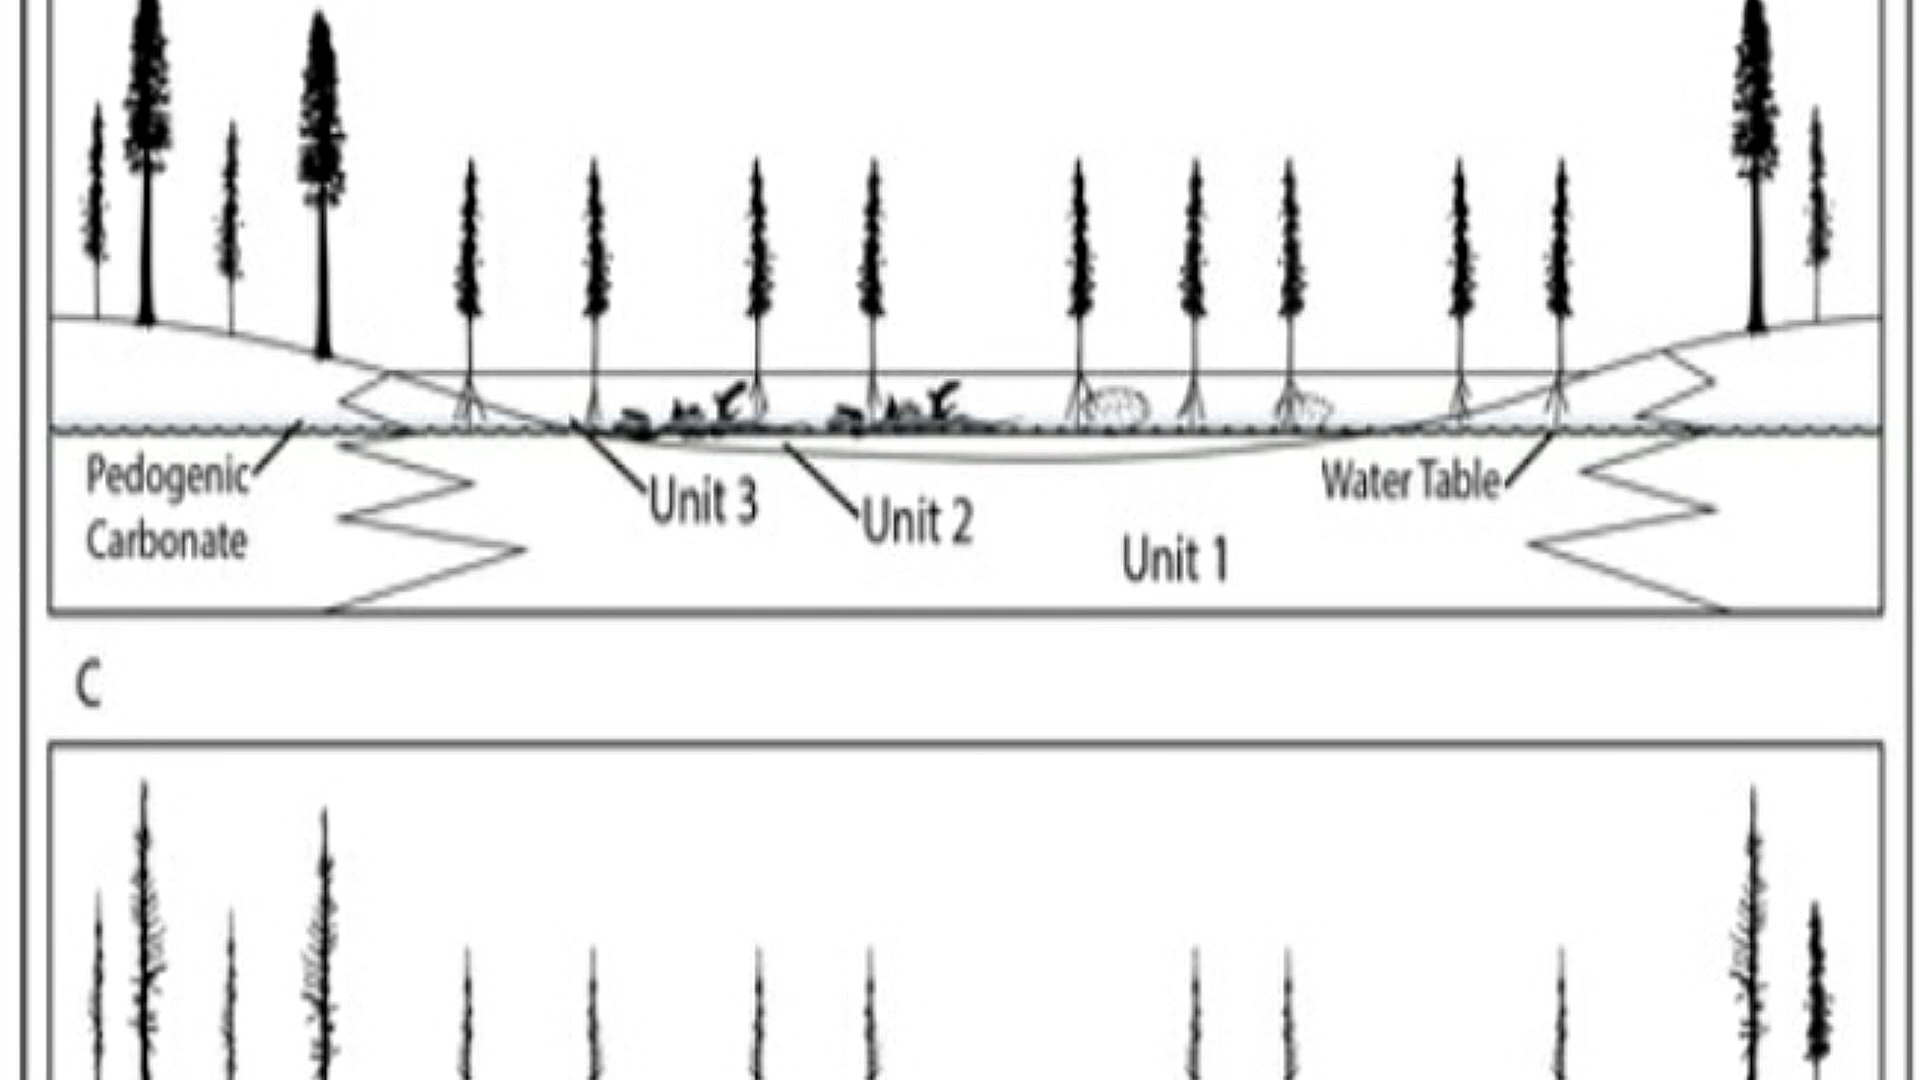 Pedogenic
Carbonate
Unit 3
Unit 2
Unit 1
Water Table
C